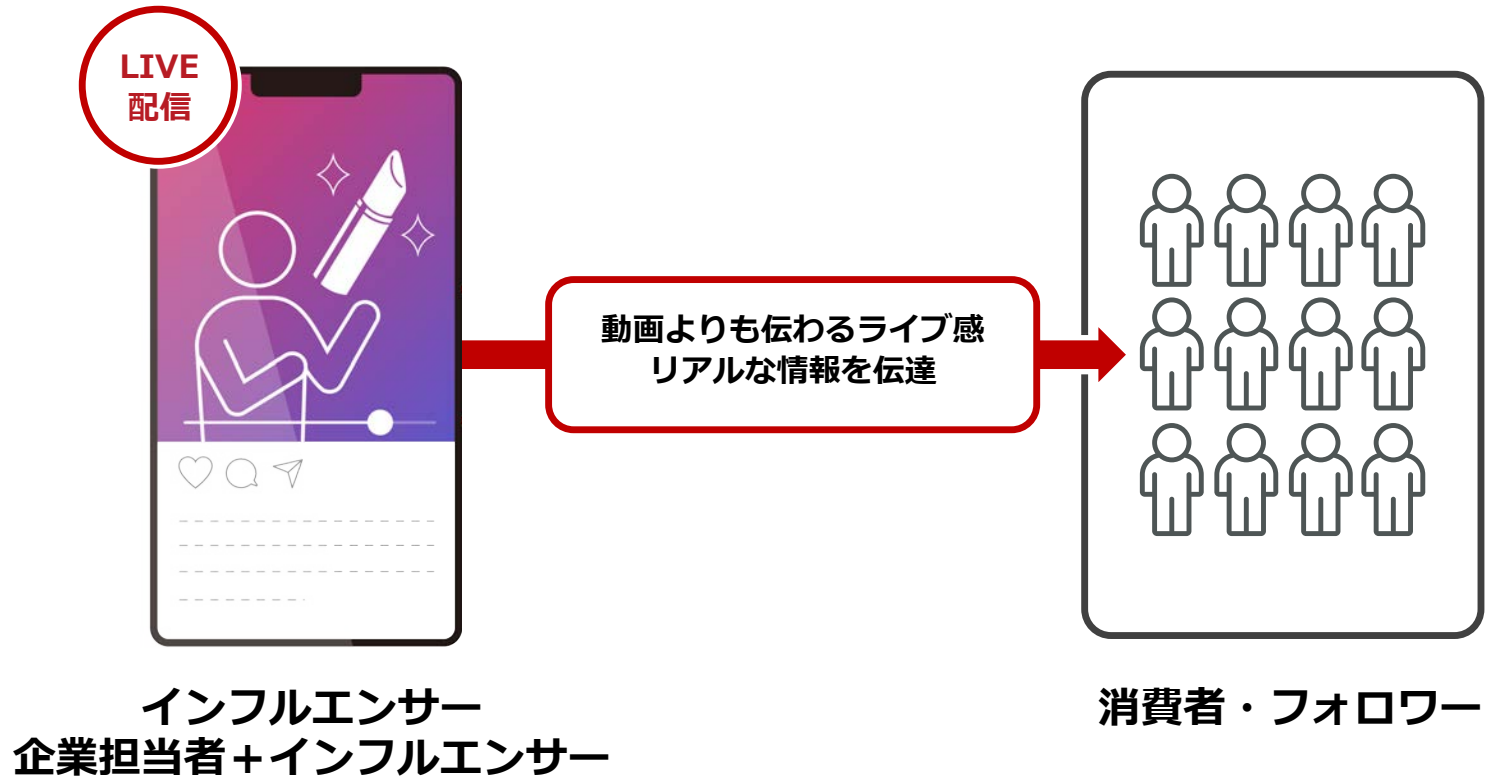 LIVE
配信
動画よりも伝わるライブ感
リアルな情報を伝達
インフルエンサー
企業担当者＋インフルエンサー
消費者・フォロワー